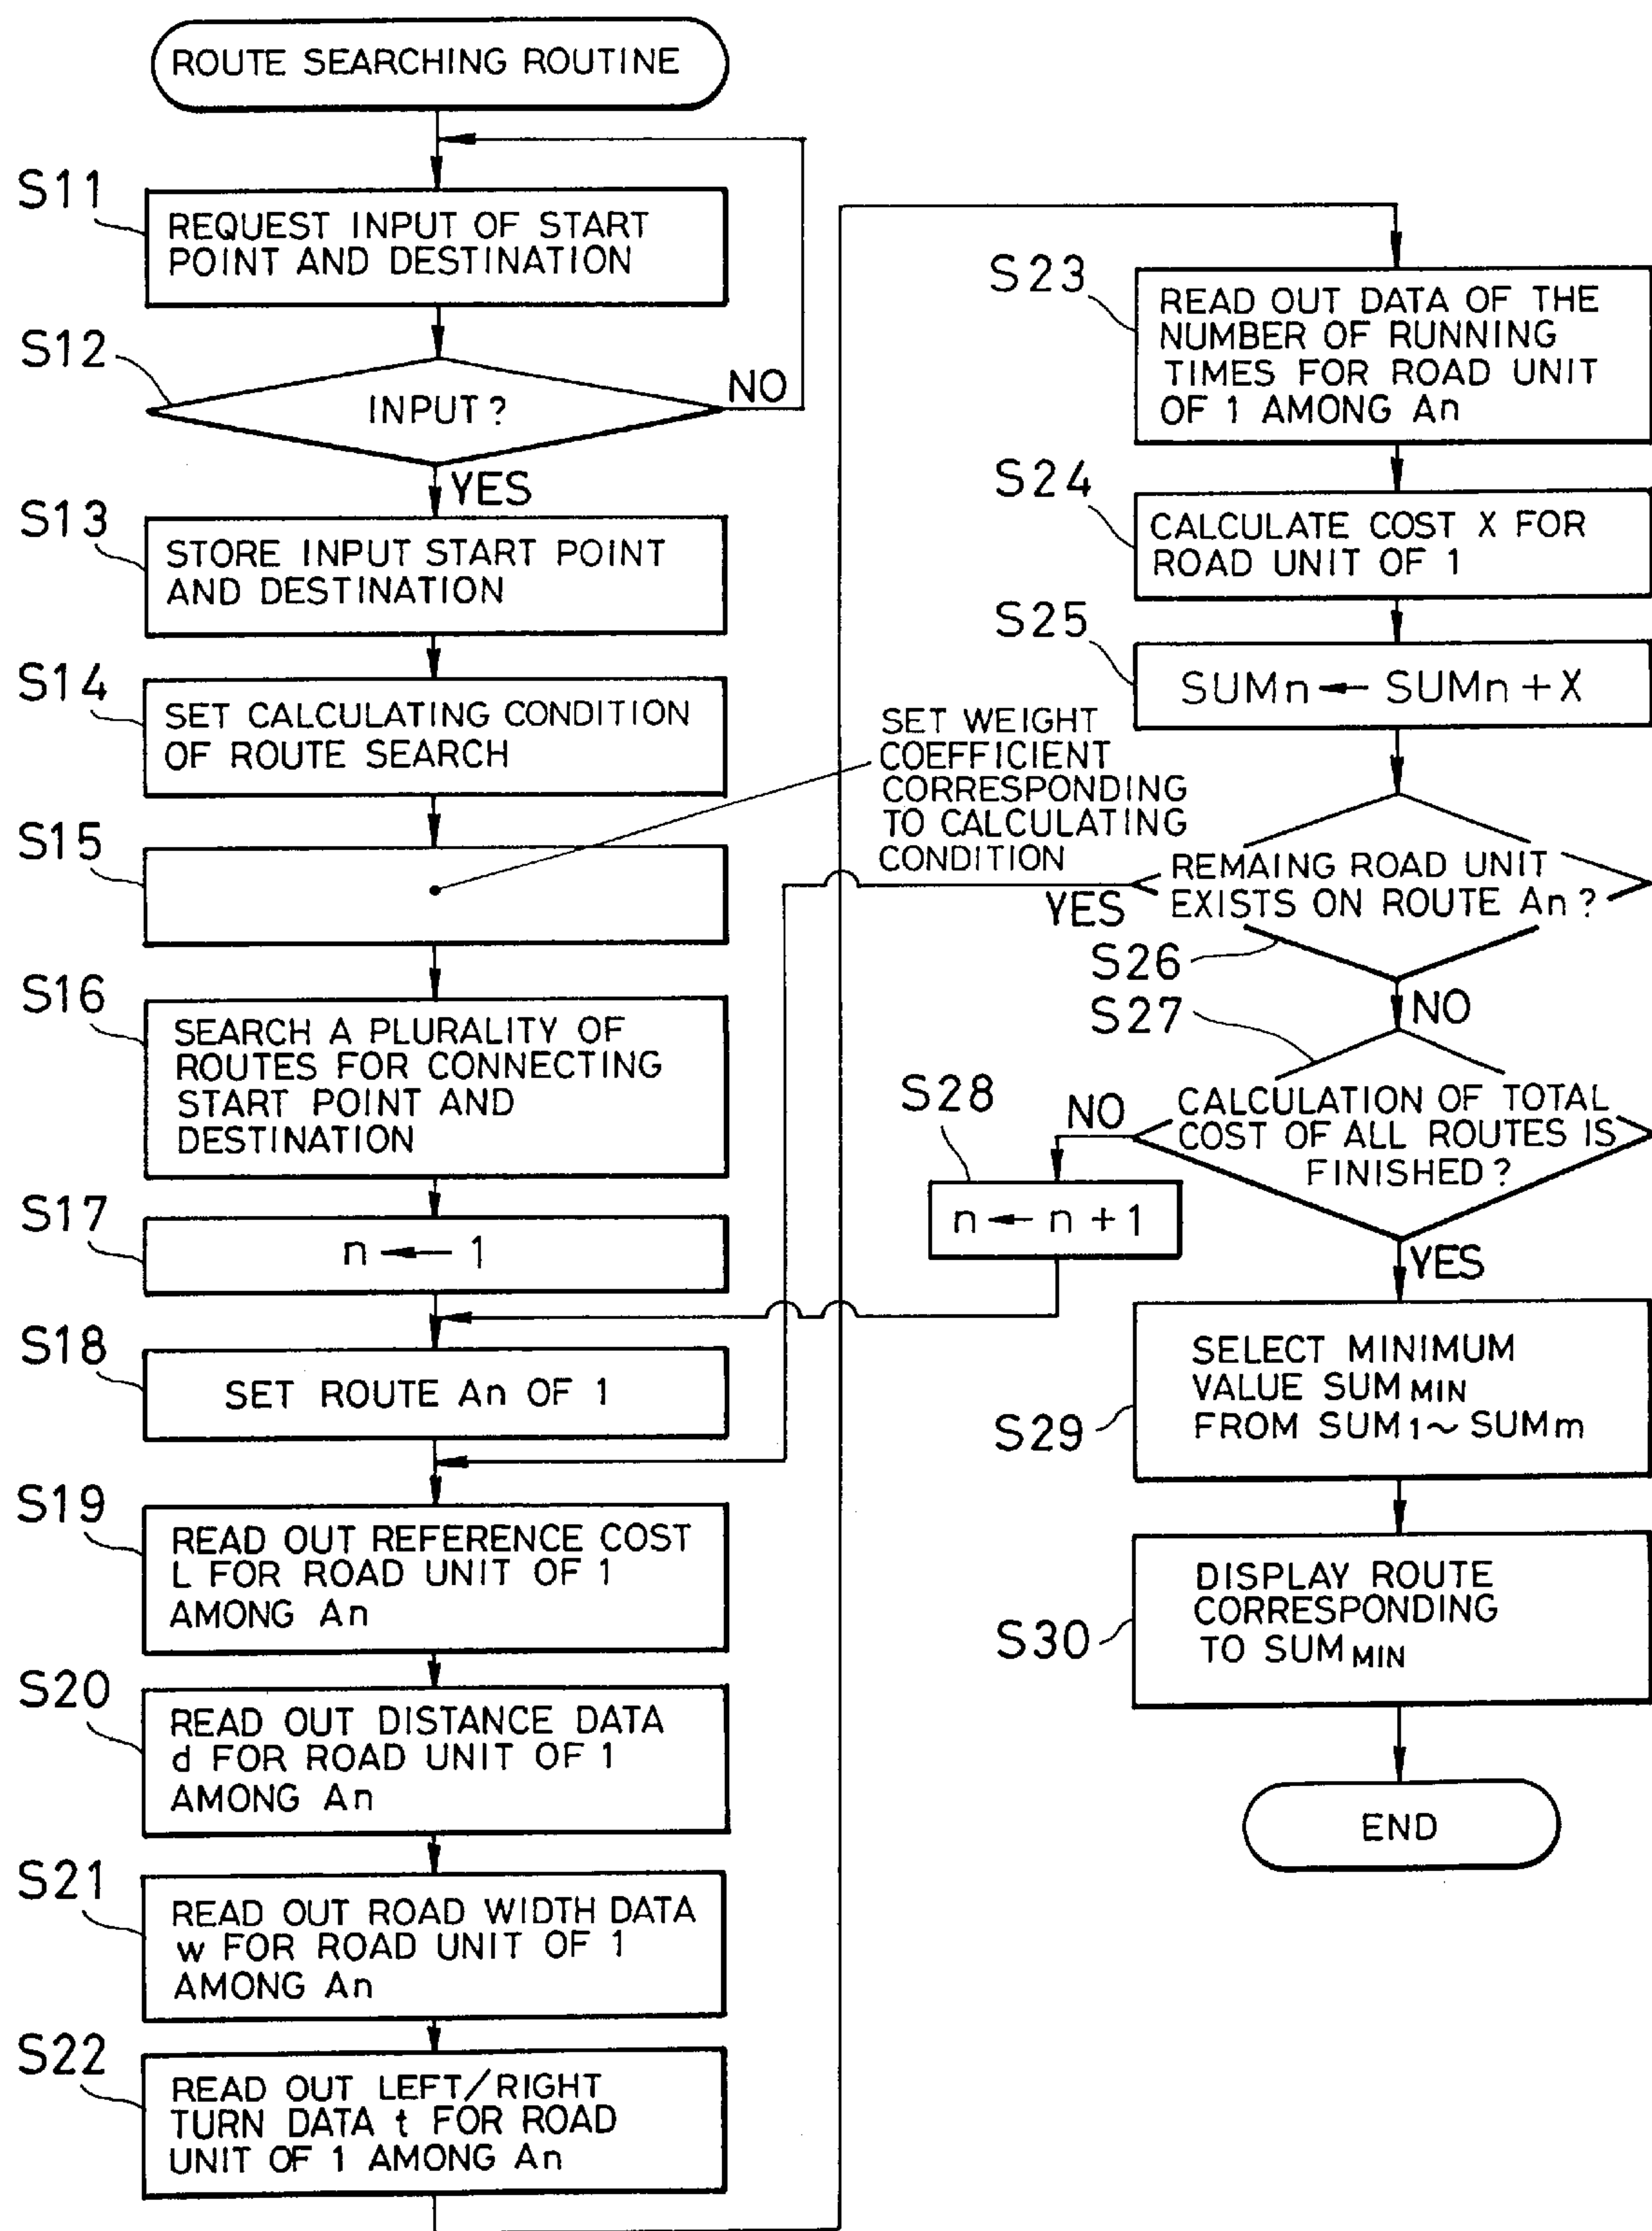 ROUTE SEARCHING ROUTINE
S11
REQUEST INPUT OF START
POINT AND DESTINATION
S12
INPUT?
NO
YES
S13
STORE INPUT START POINT
AND DESTINATION
S14
SET CALCULATING CONDITION
OF ROUTE SEARCH
S15
SET WEIGHT
COEFFICIENT
CORRESPONDING
TO CALCULATING
CONDITION
S16
SEARCH A PLURALITY OF
ROUTES FOR CONNECTING
START POINT AND
DESTINATION
S17
n ← 1
S18
SET ROUTE An OF 1
S19
READ OUT REFERENCE COST
L FOR ROAD UNIT OF 1
AMONG An
S20
READ OUT DISTANCE DATA
d FOR ROAD UNIT OF 1
AMONG An
S21
READ OUT ROAD WIDTH DATA
w FOR ROAD UNIT OF 1
AMONG An
S22
READ OUT LEFT/RIGHT
TURN DATA t FOR ROAD
UNIT OF 1 AMONG An
S23
READ OUT DATA OF THE
NUMBER OF RUNNING
TIMES FOR ROAD UNIT
OF 1 AMONG An
S24
CALCULATE COST X FOR
ROAD UNIT OF 1
S25
SUMn ← SUMn + X
REMAING ROAD UNIT
EXISTS ON ROUTE An?
YES
S26
NO
S27
CALCULATION OF TOTAL
COST OF ALL ROUTES IS
FINISHED?
NO
S28
n ← n + 1
YES
S29
SELECT MINIMUM
VALUE SUM MIN
FROM SUM1~ SUMm
S30
DISPLAY ROUTE
CORRESPONDING
TO SUM MIN
END